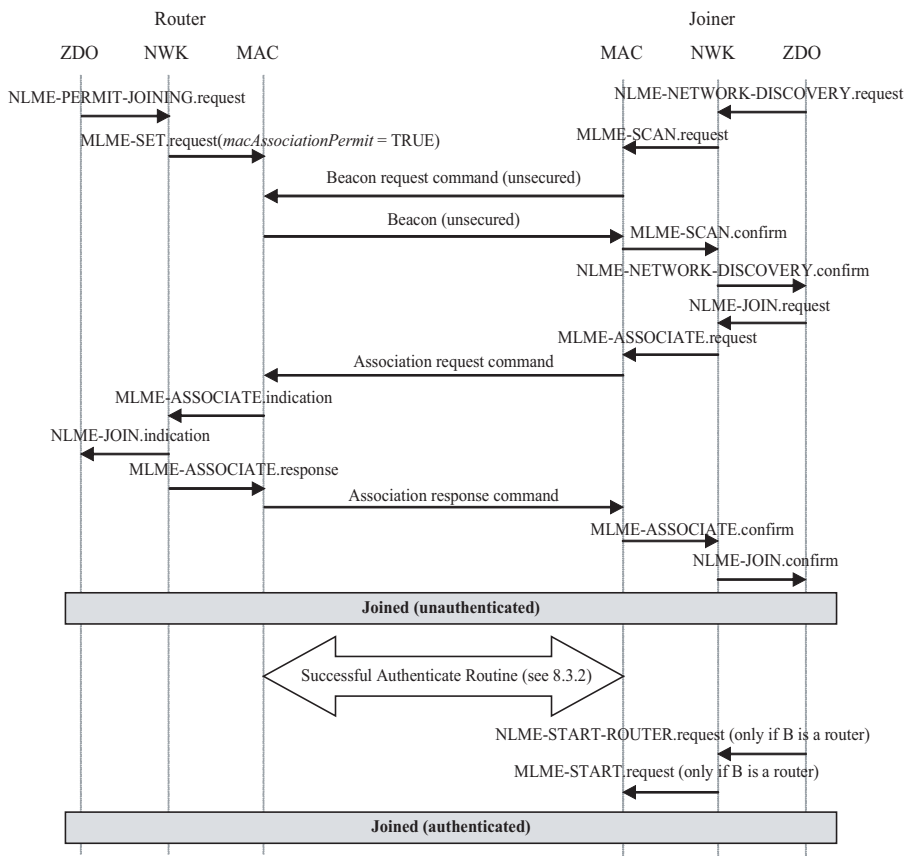 Router Joiner
ZDO NWK MAC MAC NWK ZDO
NLME-PERMIT-JOINING.request
NLME-NETWORK-DISCOVERY.request
MLME-SET.request(macAssociationPermit = TRUE)
MLME-SCAN.request
Beacon request command (unsecured)
Beacon (unsecured)
MLME-SCAN.confirm
NLME-NETWORK-DISCOVERY.confirm
NLME-JOIN.request
MLME-ASSOCIATE.request
Association request command
MLME-ASSOCIATE.indication
NLME-JOIN.indication
MLME-ASSOCIATE.response
Association response command
MLME-ASSOCIATE.confirm
NLME-JOIN.confirm
Joined (unauthenticated)
Successful Authenticate Routine (see 8.3.2)
NLME-START-ROUTER.request (only if B is a router)
MLME-START.request (only if B is a router)
Joined (authenticated)